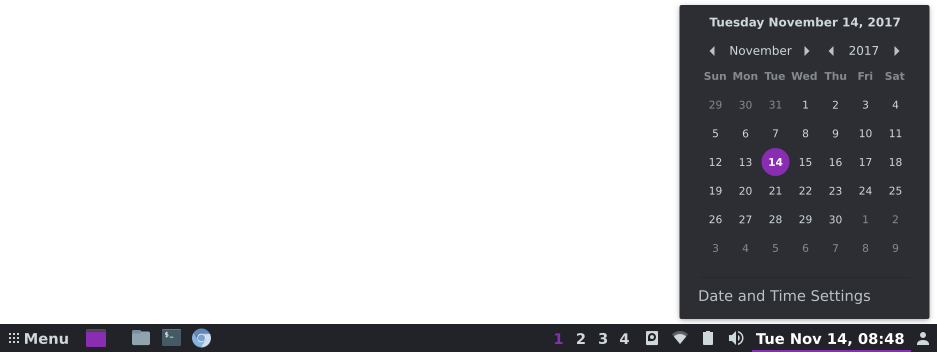 Tuesday November 14, 2017
November 2017
Sun Mon Tue Wed Thu Fri Sat
29 30 31 1 2 3 4
5 6 7 8 9 10 11
12 13 14 15 16 17 18
19 20 21 22 23 24 25
26 27 28 29 30 1 2
3 4 5 6 7 8 9
Date and Time Settings
Menu $_ 1 2 3 4 Tue Nov 14, 08:48